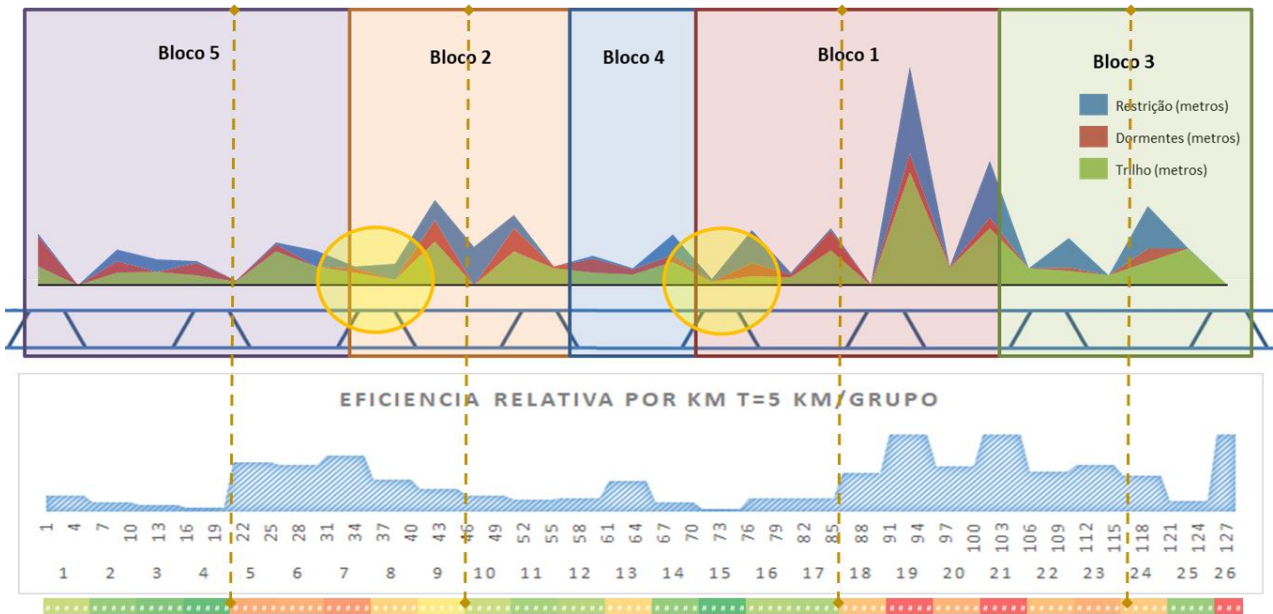 Bloco 5
Bloco 2
Bloco 4
Bloco 1
Bloco 3
Restrição (metros)
Dormentes (metros)
Trilho (metros)
EFICIENCIA RELATIVA POR KM T=5 KM/GRUPO
1 4 7 10 13 16 19 22 25 28 31 34 37 40 43 46 49 52 55 58 61 64 67 70 73 76 79 82 85 88 91 94 97 100 103 106 109 112 115 118 121 124 127
1 2 3 4 5 6 7 8 9 10 11 12 13 14 15 16 17 18 19 20 21 22 23 24 25 26